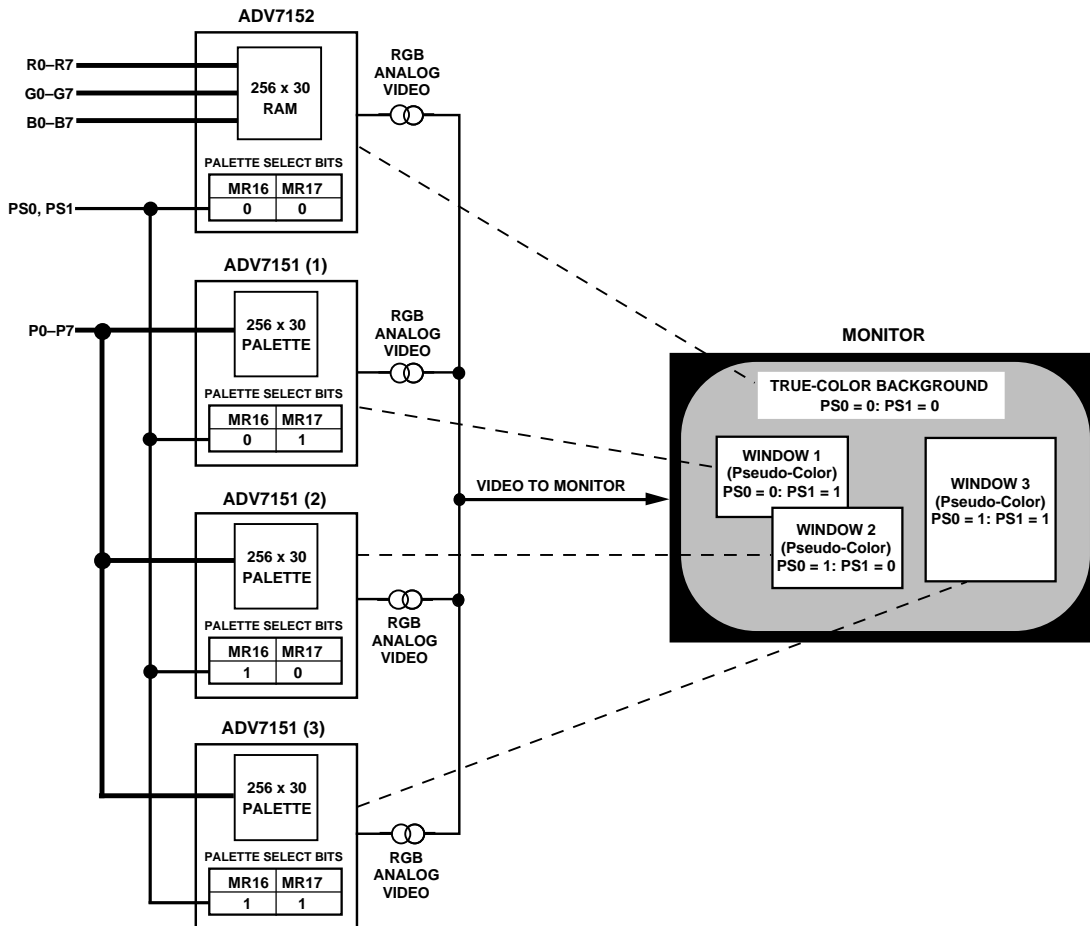 ADV7152
R0–R7
G0–G7
B0–B7
256 x 30
RAM
RGB
ANALOG
VIDEO
PALETTE SELECT BITS
MR16 MR17
0 0
PS0, PS1
ADV7151 (1)
P0–P7
256 x 30
PALETTE
RGB
ANALOG
VIDEO
PALETTE SELECT BITS
MR16 MR17
0 1
ADV7151 (2)
256 x 30
PALETTE
RGB
ANALOG
VIDEO
PALETTE SELECT BITS
MR16 MR17
1 0
ADV7151 (3)
256 x 30
PALETTE
RGB
ANALOG
VIDEO
PALETTE SELECT BITS
MR16 MR17
1 1
VIDEO TO MONITOR
MONITOR
TRUE-COLOR BACKGROUND
PS0 = 0: PS1 = 0
WINDOW 1
(Pseudo-Color)
PS0 = 0: PS1 = 1
WINDOW 2
(Pseudo-Color)
PS0 = 1: PS1 = 0
WINDOW 3
(Pseudo-Color)
PS0 = 1: PS1 = 1